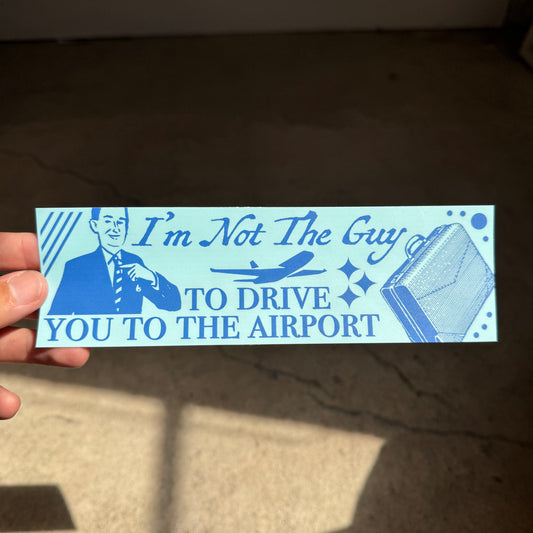 I'm Not The Guy
TO DRIVE
YOU TO THE AIRPORT